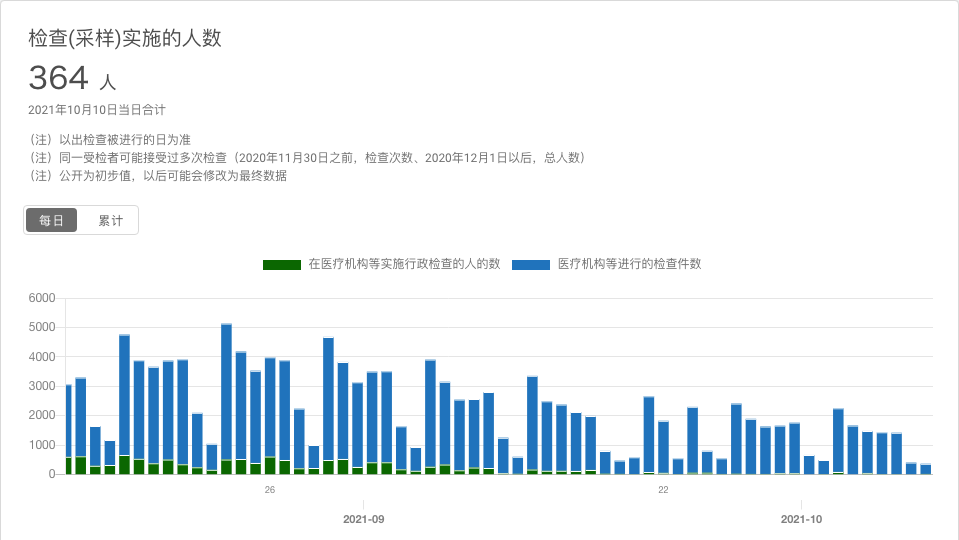 检查(采样)实施的人数
364 人
2021年10月10日当日合计
（注）以出检查被进行的日为准
（注）同一受检者可能接受过多次检查（2020年11月30日之前，检查次数、2020年12月1日以后，总人数）
（注）公开为初步值，以后可能会修改为最终数据
每日 累计
在医疗机构等实施行政检查的人的数 医疗机构等进行的检查件数
6000
5000
4000
3000
2000
1000
0
26 22
2021-09 2021-10